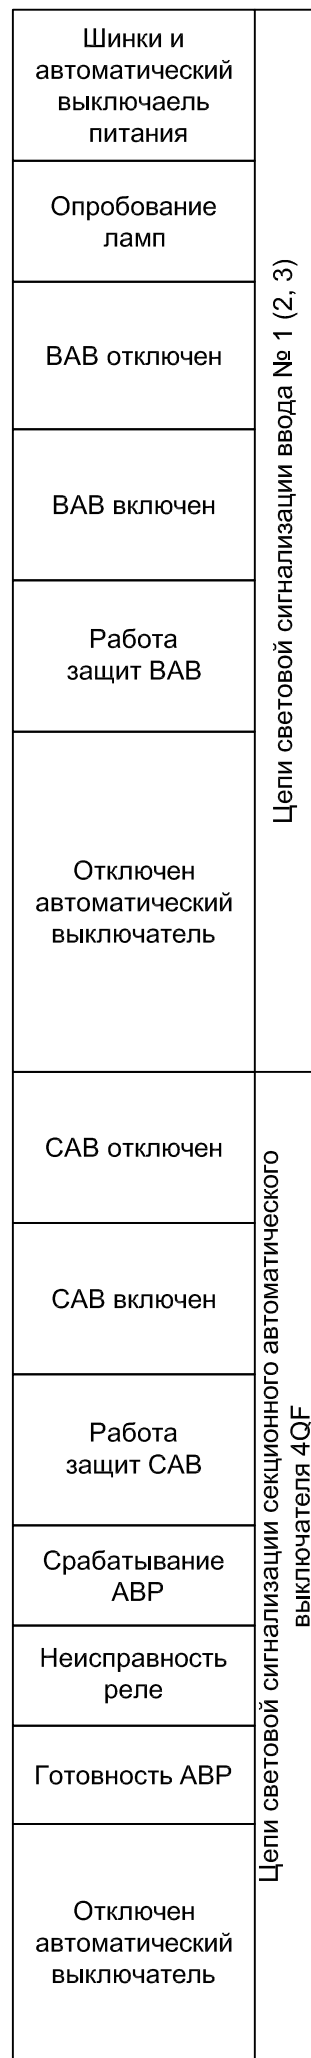 Шинки и
автоматический
выключаель
питания
Опробование
ламп
ВАВ отключен
ВАВ включен
Работа
защит ВАВ
Отключен
автоматический
выключатель
Цепи световой сигнализации ввода № 1 (2, 3)
САВ отключен
САВ включен
Работа
защит САВ
Срабатывание
АВР
Неисправность
реле
Готовность АВР
Отключен
автоматический
выключатель
Цепи световой сигнализации секционного автоматического
выключателя 4QF